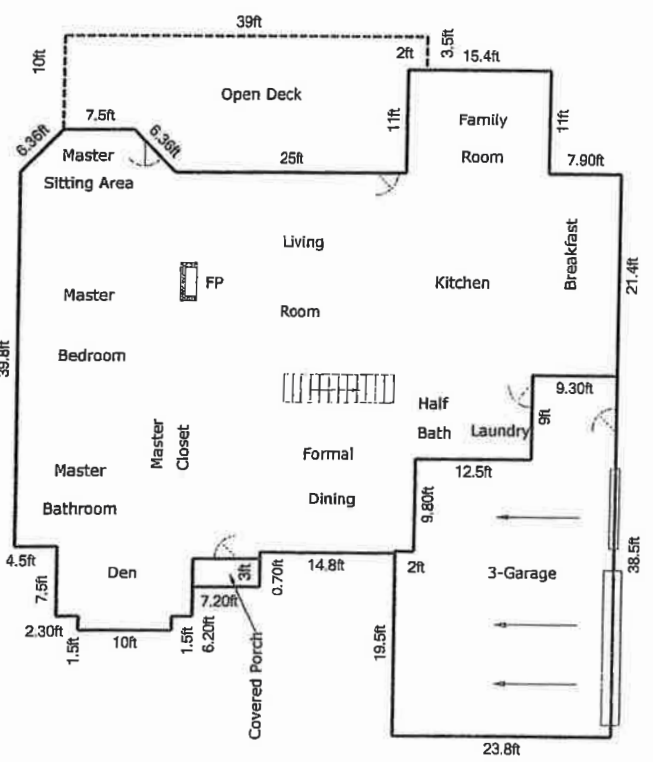 39ft
10ft
2ft
3.5ft
15.4ft
Open Deck
7.5ft
6.36ft
6.36ft
11ft
Family
Room
11ft
Master
Sitting Area
25ft
7.90ft
Living
Breakfast
21.4ft
FP
Kitchen
Master
Room
39.8ft
Bedroom
9.30ft
Half
Bath
Laundry
9ft
Master
Closet
Formal
Dining
12.5ft
Master
Bathroom
9.80ft
4.5ft
Den
3ft
0.70ft
14.8ft
2ft
3-Garage
38.5ft
7.5ft
7.20ft
2.30ft
1.5ft
10ft
1.5ft
6.20ft
Covered Porch
19.5ft
23.8ft